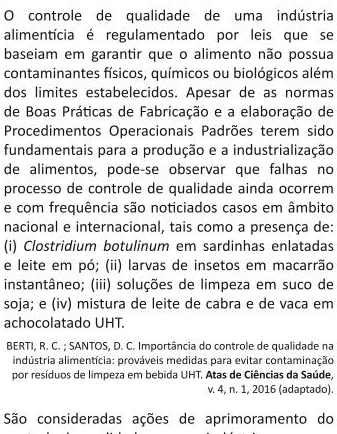 O controle de qualidade de uma indústria
alimentícia é regulamentado por leis que se
baseiam em garantir que o alimento não possua
contaminantes físicos, químicos ou biológicos além
dos limites estabelecidos. Apesar de as normas
de Boas Práticas de Fabricação e a elaboração de
Procedimentos Operacionais Padrões terem sido
fundamentais para a produção e a industrialização
de alimentos, pode-se observar que falhas no
processo de controle de qualidade ainda ocorrem
e com frequência são noticiados casos em âmbito
nacional e internacional, tais como a presença de:
(i) Clostridium botulinum em sardinhas enlatadas
e leite em pó; (ii) larvas de insetos em macarrão
instantâneo; (iii) soluções de limpeza em suco de
soja; e (iv) mistura de leite de cabra e de vaca em
achocolatado UHT.
BERTI, R. C. ; SANTOS, D. C. Importância do controle de qualidade na
indústria alimentícia: prováveis medidas para evitar contaminação
por resíduos de limpeza em bebida UHT. Atas de Ciências da Saúde,
v. 4, n. 1, 2016 (adaptado).
São consideradas ações de aprimoramento do